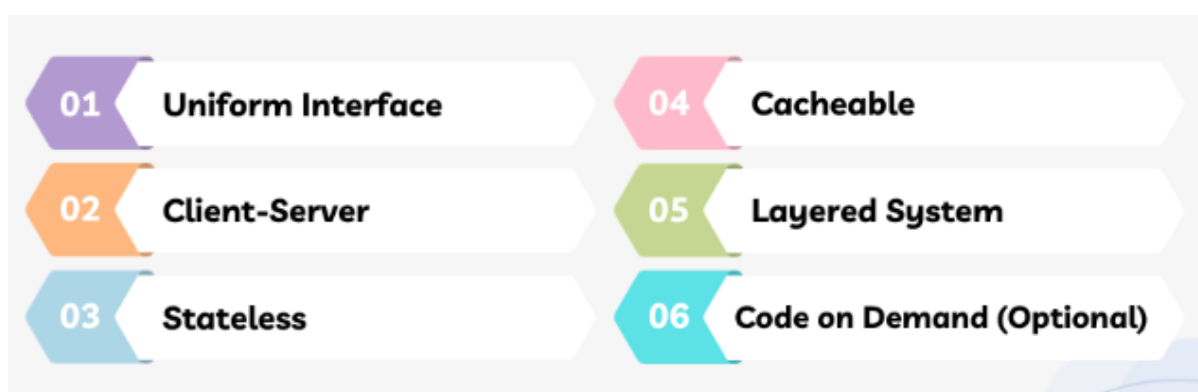 01 Uniform Interface
02 Client-Server
03 Stateless
04 Cacheable
05 Layered System
06 Code on Demand (Optional)